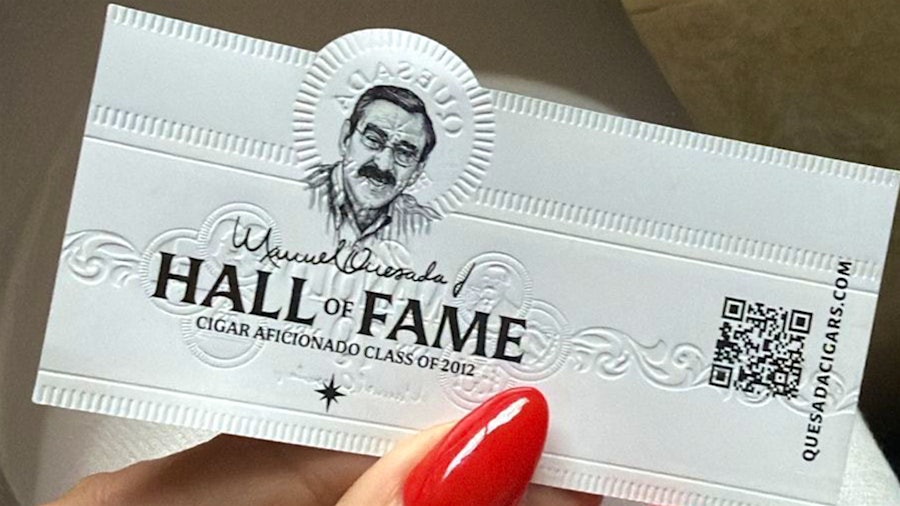 QUESADA
Manuel Quesada
HALL OF FAME
CIGAR AFICIONADO CLASS OF 2012
QUESADACIGARS.COM